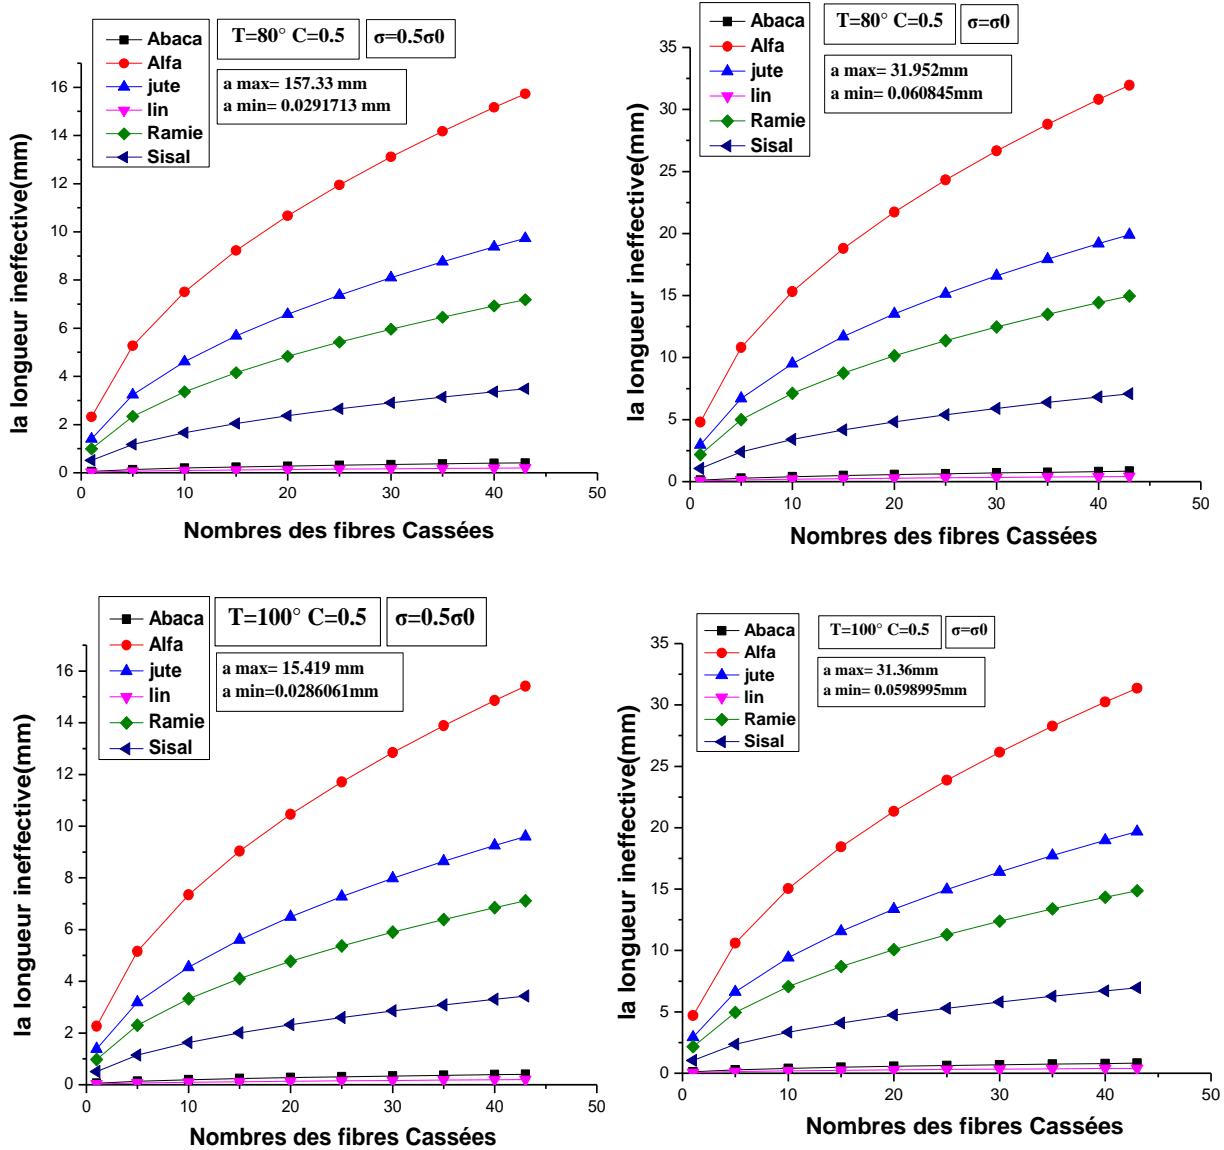 Abaca
Alfa
jute
lin
Ramie
Sisal
T=80° C=0.5
σ=0.5σ0
a max= 157.33 mm
a min= 0.0291713 mm
16
14
12
10
8
6
4
2
0
0 10 20 30 40 50
la longueur ineffective(mm)
Nombres des fibres Cassées
Abaca
Alfa
jute
lin
Ramie
Sisal
T=80° C=0.5
σ=σ0
a max= 31.952mm
a min= 0.060845mm
35
30
25
20
15
10
5
0
0 10 20 30 40 50
la longueur ineffective(mm)
Nombres des fibres Cassées
Abaca
Alfa
jute
lin
Ramie
Sisal
T=100° C=0.5
σ=0.5σ0
a max= 15.419 mm
a min=0.0286061mm
16
14
12
10
8
6
4
2
0
0 10 20 30 40 50
la longueur ineffective(mm)
Nombres des fibres Cassées
Abaca
Alfa
jute
lin
Ramie
Sisal
T=100° C=0.5
σ=σ0
a max= 31.36mm
a min= 0.0598995mm
35
30
25
20
15
10
5
0
0 10 20 30 40 50
la longueur ineffective(mm)
Nombres des fibres Cassées